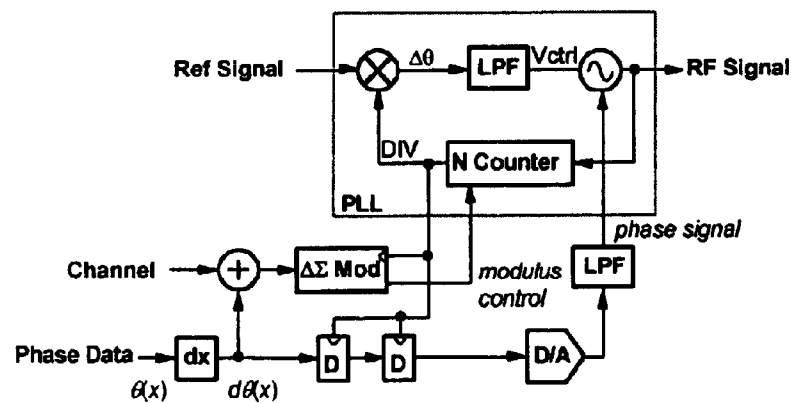 Ref Signal
Δθ
LPF
Vctrl
RF Signal
DIV
N Counter
PLL
phase signal
Channel
+
ΔΣ Mod
modulus
control
LPF
Phase Data
dx
D
D
D/A
θ(x)
dθ(x)